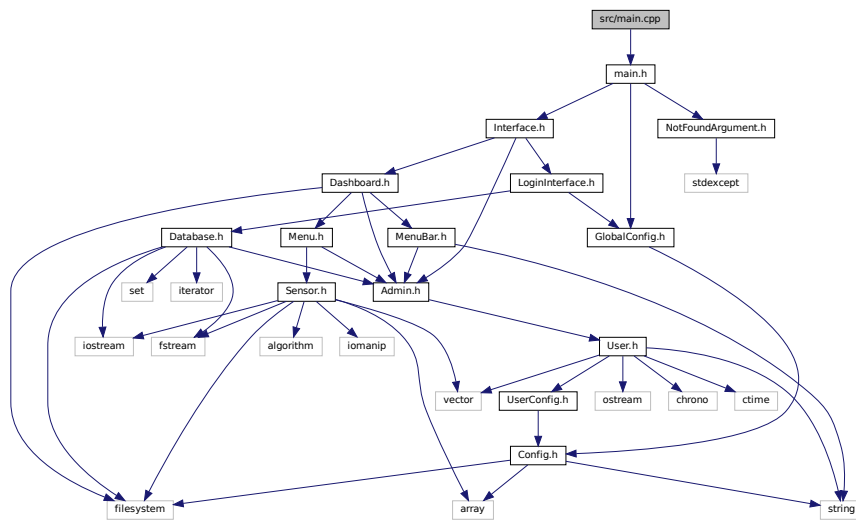 src/main.cpp
main.h
Interface.h
NotFoundArgument.h
Dashboard.h
LoginInterface.h
stdexcept
Database.h
Menu.h
MenuBar.h
GlobalConfig.h
set
iterator
Sensor.h
Admin.h
iostream
fstream
algorithm
iomanip
User.h
vector
UserConfig.h
ostream
chrono
ctime
Config.h
filesystem
array
string